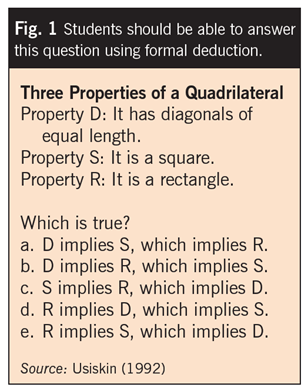 Fig. 1 Students should be able to answer
this question using formal deduction.
Three Properties of a Quadrilateral
Property D: It has diagonals of
equal length.
Property S: It is a square.
Property R: It is a rectangle.
Which is true?
a. D implies S, which implies R.
b. D implies R, which implies S.
c. S implies R, which implies D.
d. R implies D, which implies S.
e. R implies S, which implies D.
Source: Usiskin (1992)